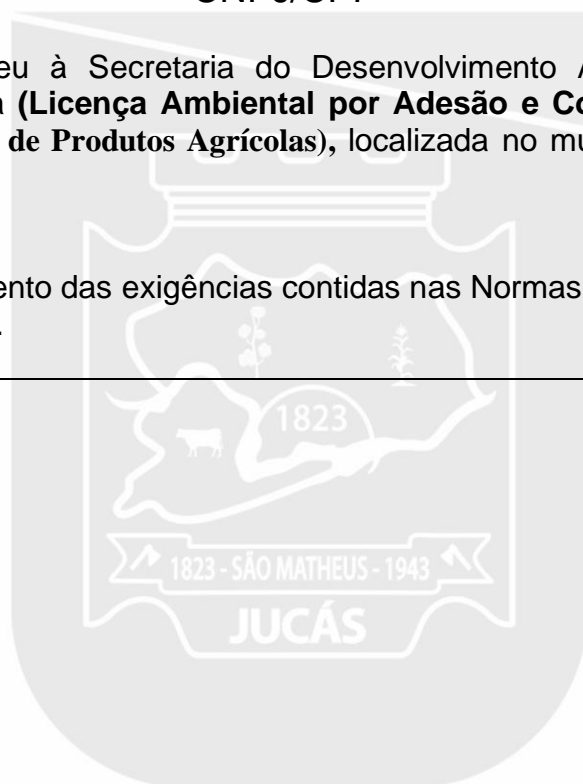 eu à Secretaria do Desenvolvimento
(Licença Ambiental por Adesão e Co
de Produtos Agrícolas), localizada no mu
ento das exigências contidas nas Normas
.
1823
1823 - SÃO MATHEUS - 1943
JUCÁS